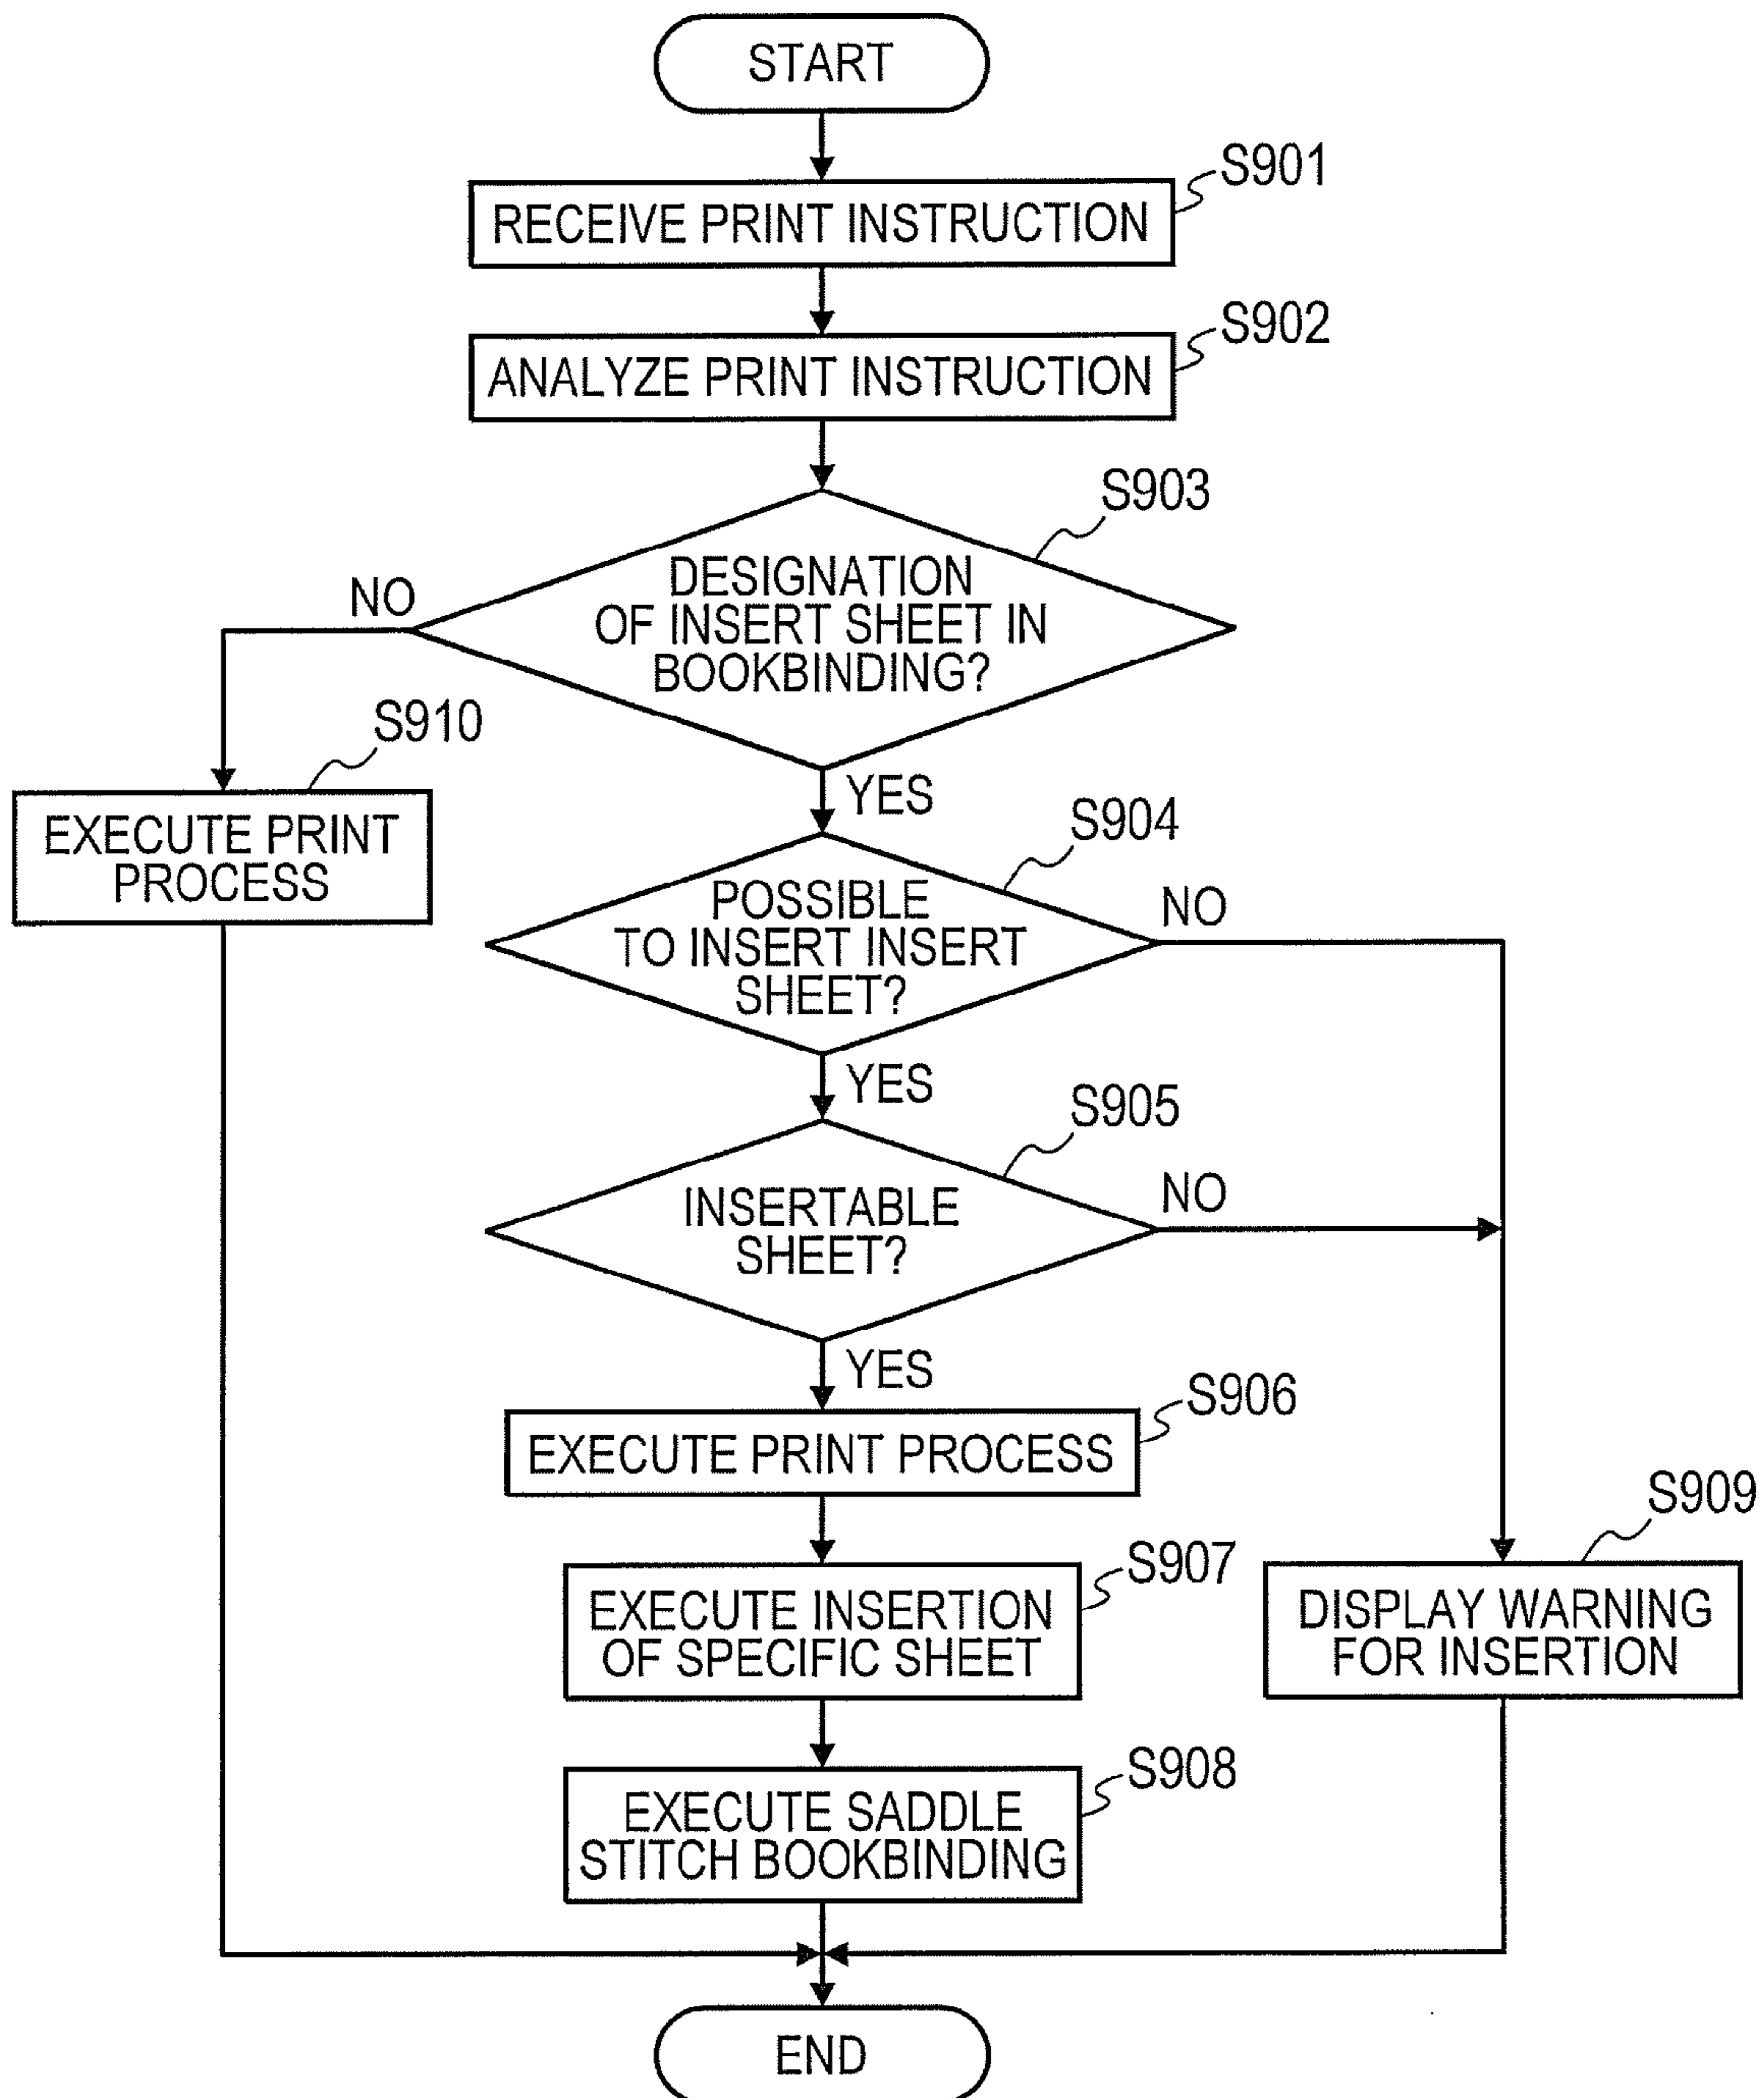 START
S901
RECEIVE PRINT INSTRUCTION
S902
ANALYZE PRINT INSTRUCTION
S903
DESIGNATION
OF INSERT SHEET IN
BOOKBINDING?
NO
YES
S910
EXECUTE PRINT
PROCESS
S904
POSSIBLE
TO INSERT INSERT
SHEET?
NO
YES
S905
INSERTABLE
SHEET?
NO
YES
S906
EXECUTE PRINT PROCESS
S907
EXECUTE INSERTION
OF SPECIFIC SHEET
S909
DISPLAY WARNING
FOR INSERTION
S908
EXECUTE SADDLE
STITCH BOOKBINDING
END